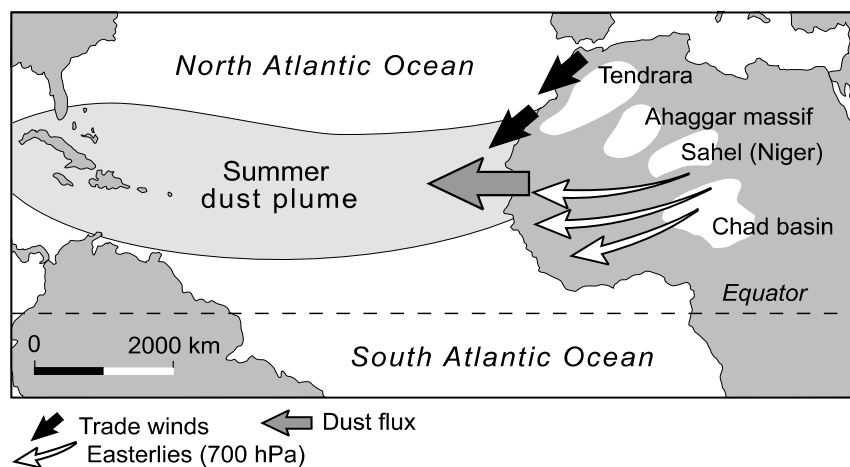 North Atlantic Ocean
Tendrara
Ahaggar massif
Sahel (Niger)
Summer
dust plume
Chad basin
Equator
0 2000 km
South Atlantic Ocean
Trade winds
Dust flux
Easterlies (700 hPa)